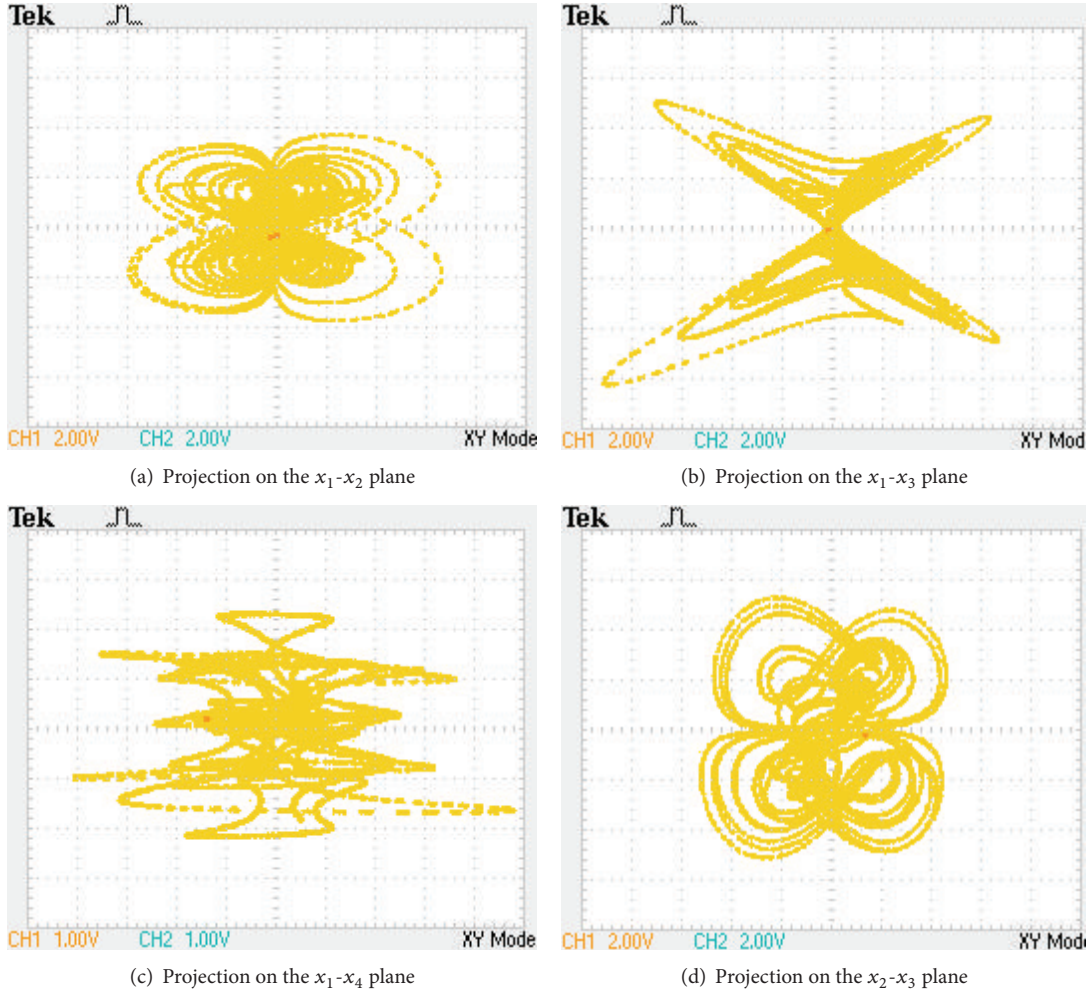 Tek
Tek
CH1 2.00V CH2 2.00V XY Mode
CH1 2.00V CH2 2.00V XY Mod
(a) Projection on the x₁-x₂ plane
(b) Projection on the x₁-x₃ plane
Tek
Tek
CH1 1.00V CH2 1.00V XY Mode
CH1 2.00V CH2 2.00V XY Mode
(c) Projection on the x₁-x₄ plane
(d) Projection on the x₂-x₃ plane